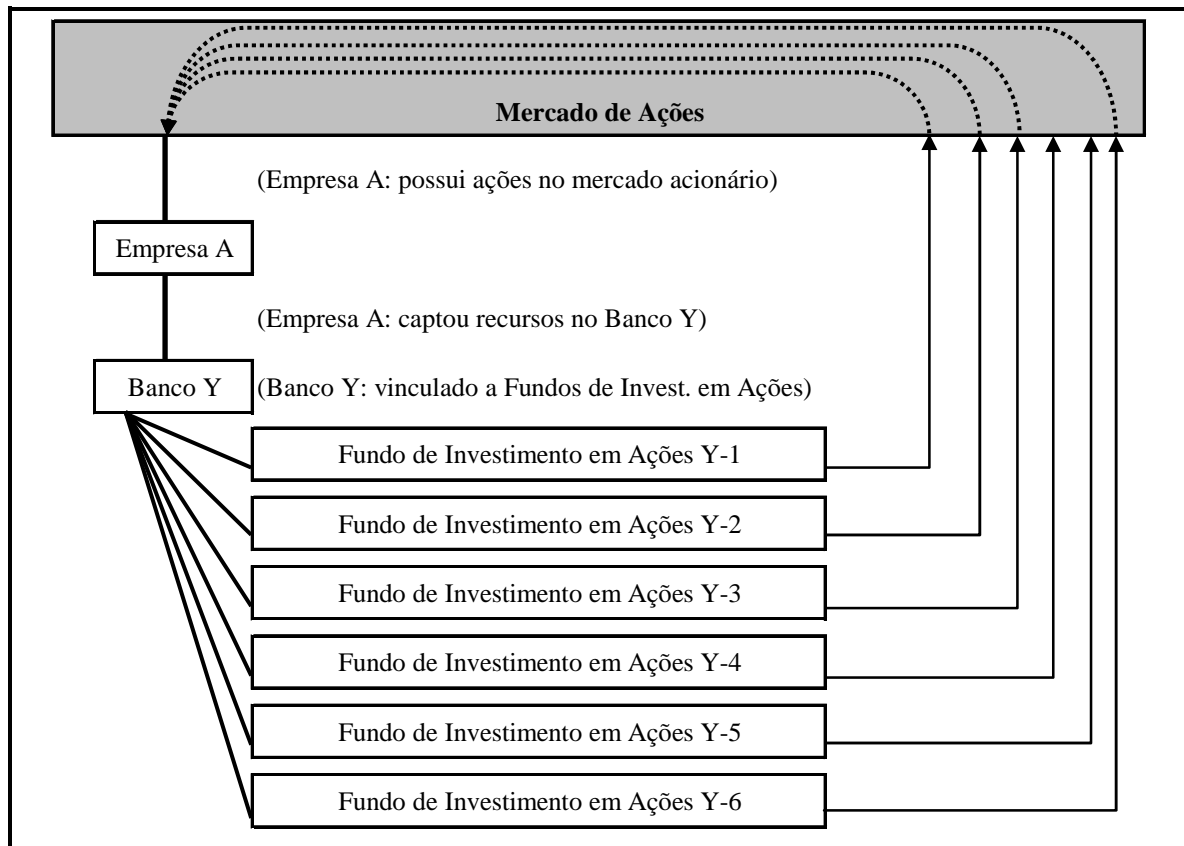 Mercado de Ações
(Empresa A: possui ações no mercado acionário)
Empresa A
(Empresa A: captou recursos no Banco Y)
Banco Y
(Banco Y: vinculado a Fundos de Invest. em Ações)
Fundo de Investimento em Ações Y-1
Fundo de Investimento em Ações Y-2
Fundo de Investimento em Ações Y-3
Fundo de Investimento em Ações Y-4
Fundo de Investimento em Ações Y-5
Fundo de Investimento em Ações Y-6